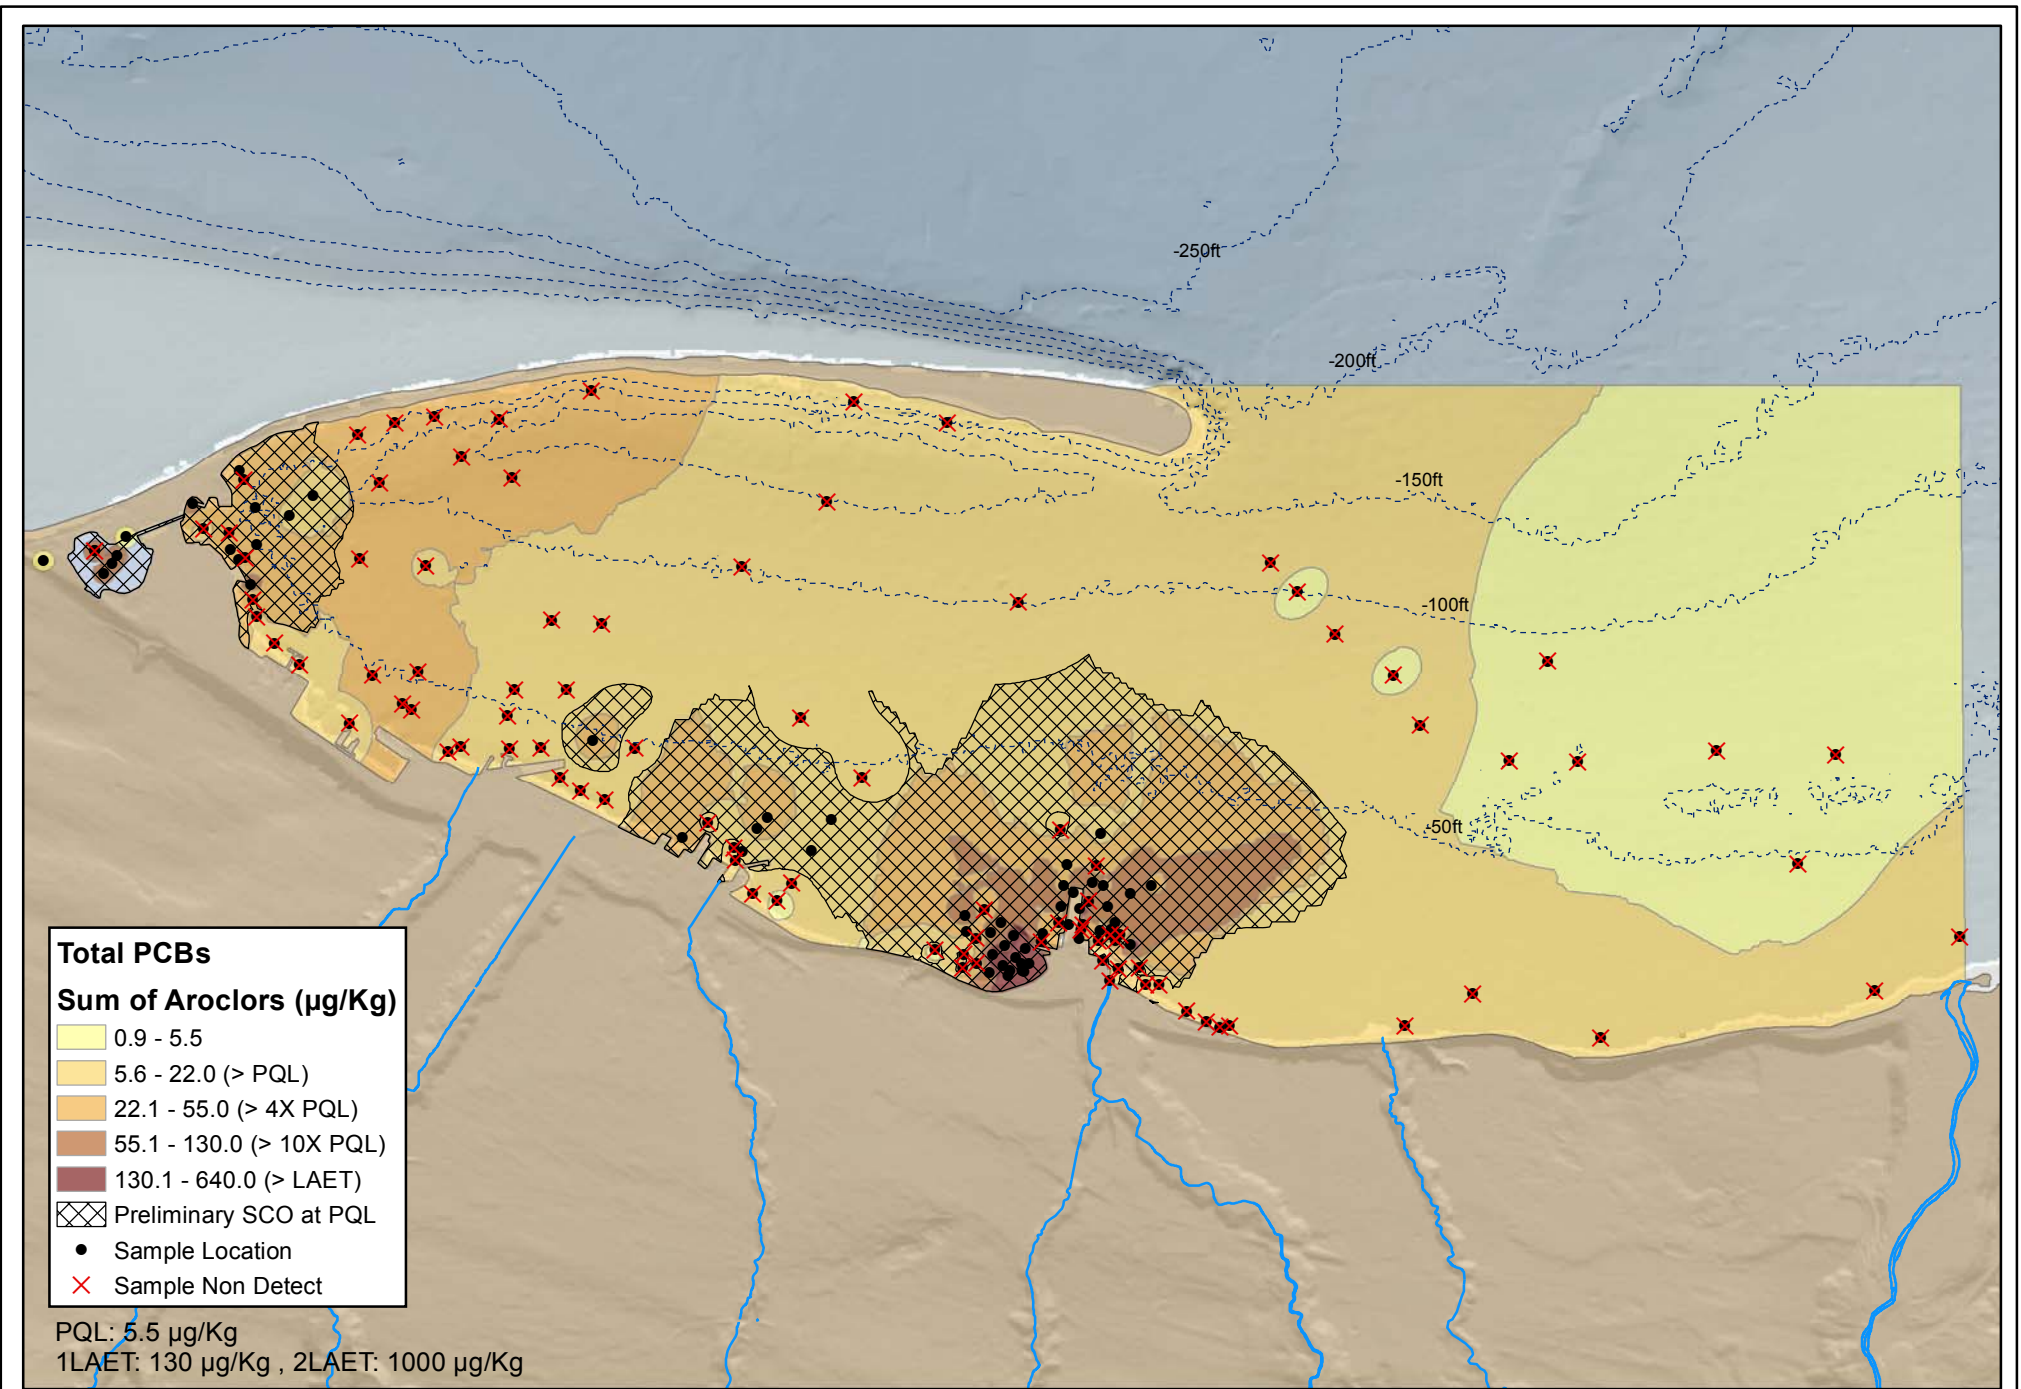 -250ft
-200ft
-150ft
-100ft
-50ft
Total PCBs
Sum of Aroclors (µg/Kg)
0.9 - 5.5
5.6 - 22.0 (> PQL)
22.1 - 55.0 (> 4X PQL)
55.1 - 130.0 (> 10X PQL)
130.1 - 640.0 (> LAET)
Preliminary SCO at PQL
Sample Location
Sample Non Detect
PQL: 5.5 µg/Kg
1LAET: 130 µg/Kg , 2LAET: 1000 µg/Kg